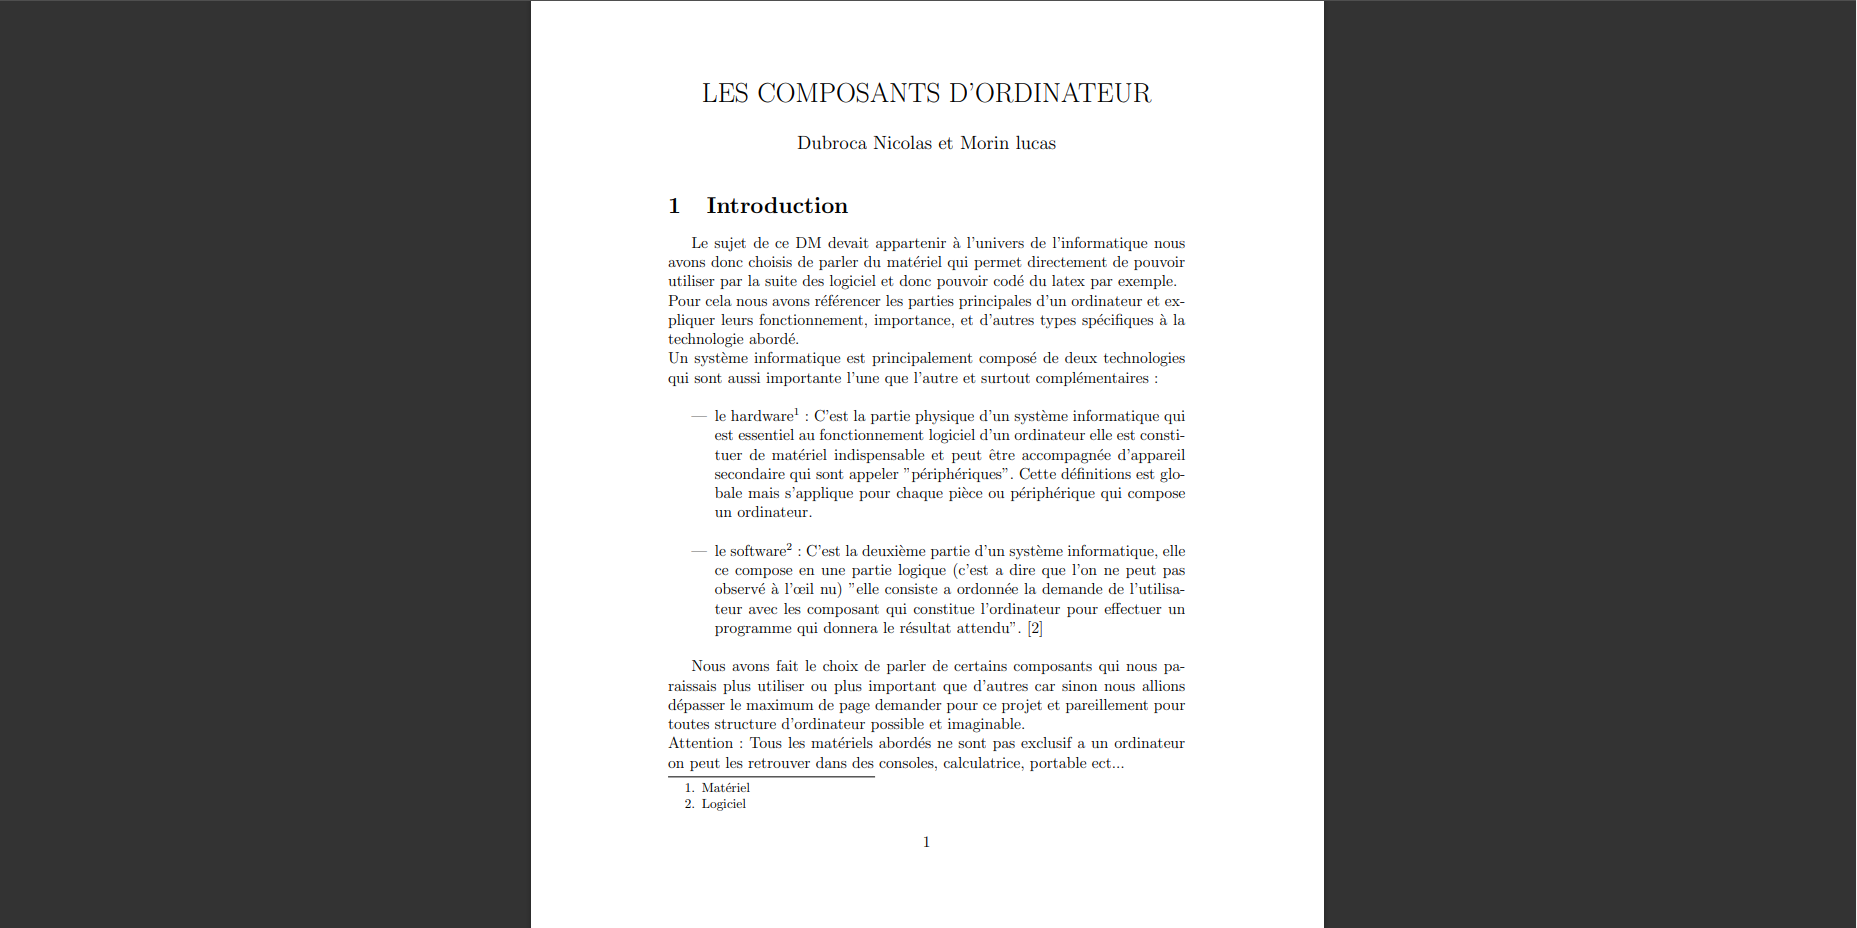 LES COMPOSANTS D'ORDINATEUR
Dubroca Nicolas et Morin lucas
1 Introduction
Le sujet de ce DM devait appartenir à l'univers de l'informatique nous
avons donc choisis de parler du matériel qui permet directement de pouvoir
utiliser par la suite des logiciel et donc pouvoir codé du latex par exemple.
Pour cela nous avons référencer les parties principales d'un ordinateur et ex-
pliquer leurs fonctionnement, importance, et d'autres types spécifiques à la
technologie abordé.
Un système informatique est principalement composé de deux technologies
qui sont aussi importante l'une que l'autre et surtout complémentaires :
— le hardware¹ : C'est la partie physique d'un système informatique qui
est essentiel au fonctionnement logiciel d'un ordinateur elle est consti-
tuer de matériel indispensable et peut être accompagnée d'appareil
secondaire qui sont appeler "périphériques". Cette définitions est glo-
bale mais s'applique pour chaque pièce ou périphérique qui compose
un ordinateur.
— le software² : C'est la deuxième partie d'un système informatique, elle
ce compose en une partie logique (c'est a dire que l'on ne peut pas
observé à l'œil nu) "elle consiste a ordonnée la demande de l'utilisa-
teur avec les composant qui constitue l'ordinateur pour effectuer un
programme qui donnera le résultat attendu". [2]
Nous avons fait le choix de parler de certains composants qui nous pa-
raissais plus utiliser ou plus important que d'autres car sinon nous allions
dépasser le maximum de page demander pour ce projet et pareillement pour
toutes structure d'ordinateur possible et imaginable.
Attention : Tous les matériels abordés ne sont pas exclusif a un ordinateur
on peut les retrouver dans des consoles, calculatrice, portable ect...
1. Matériel
2. Logiciel
1